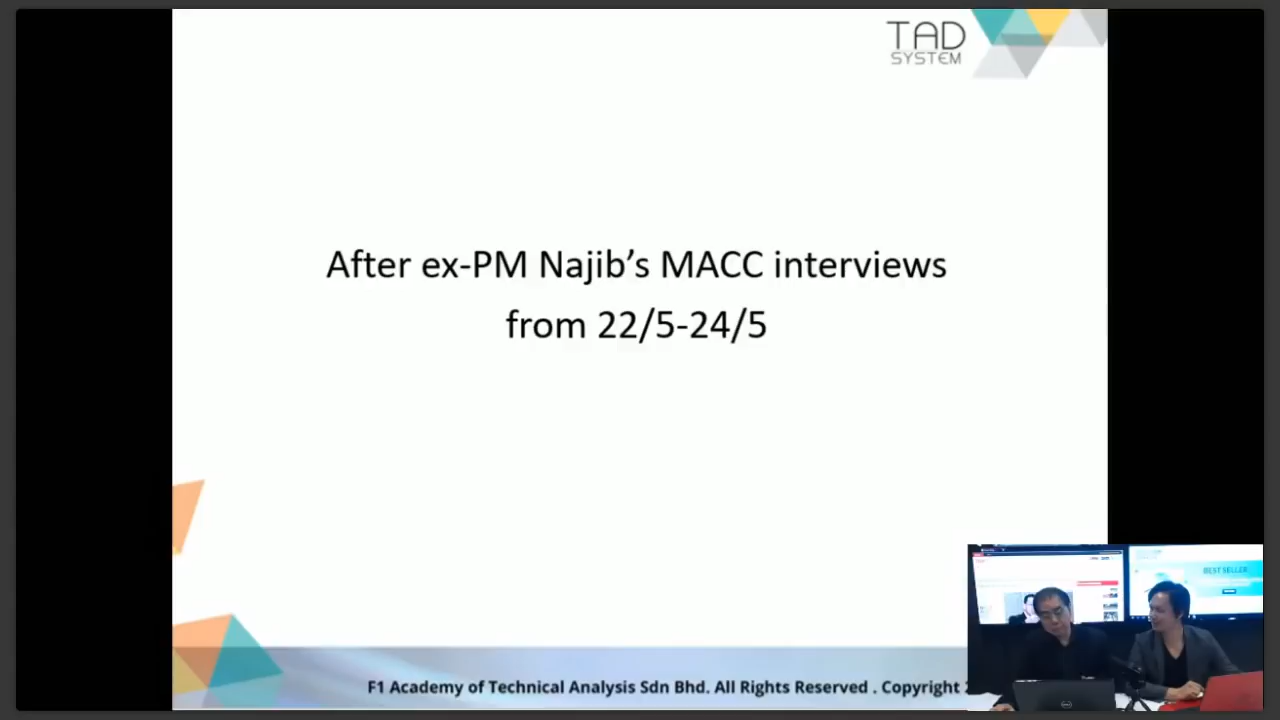 TAD
SYSTEM
After ex-PM Najib’s MACC interviews
from 22/5-24/5
F1 Academy of Technical Analysis Sdn Bhd. All Rights Reserved . Copyright
BEST SELLER